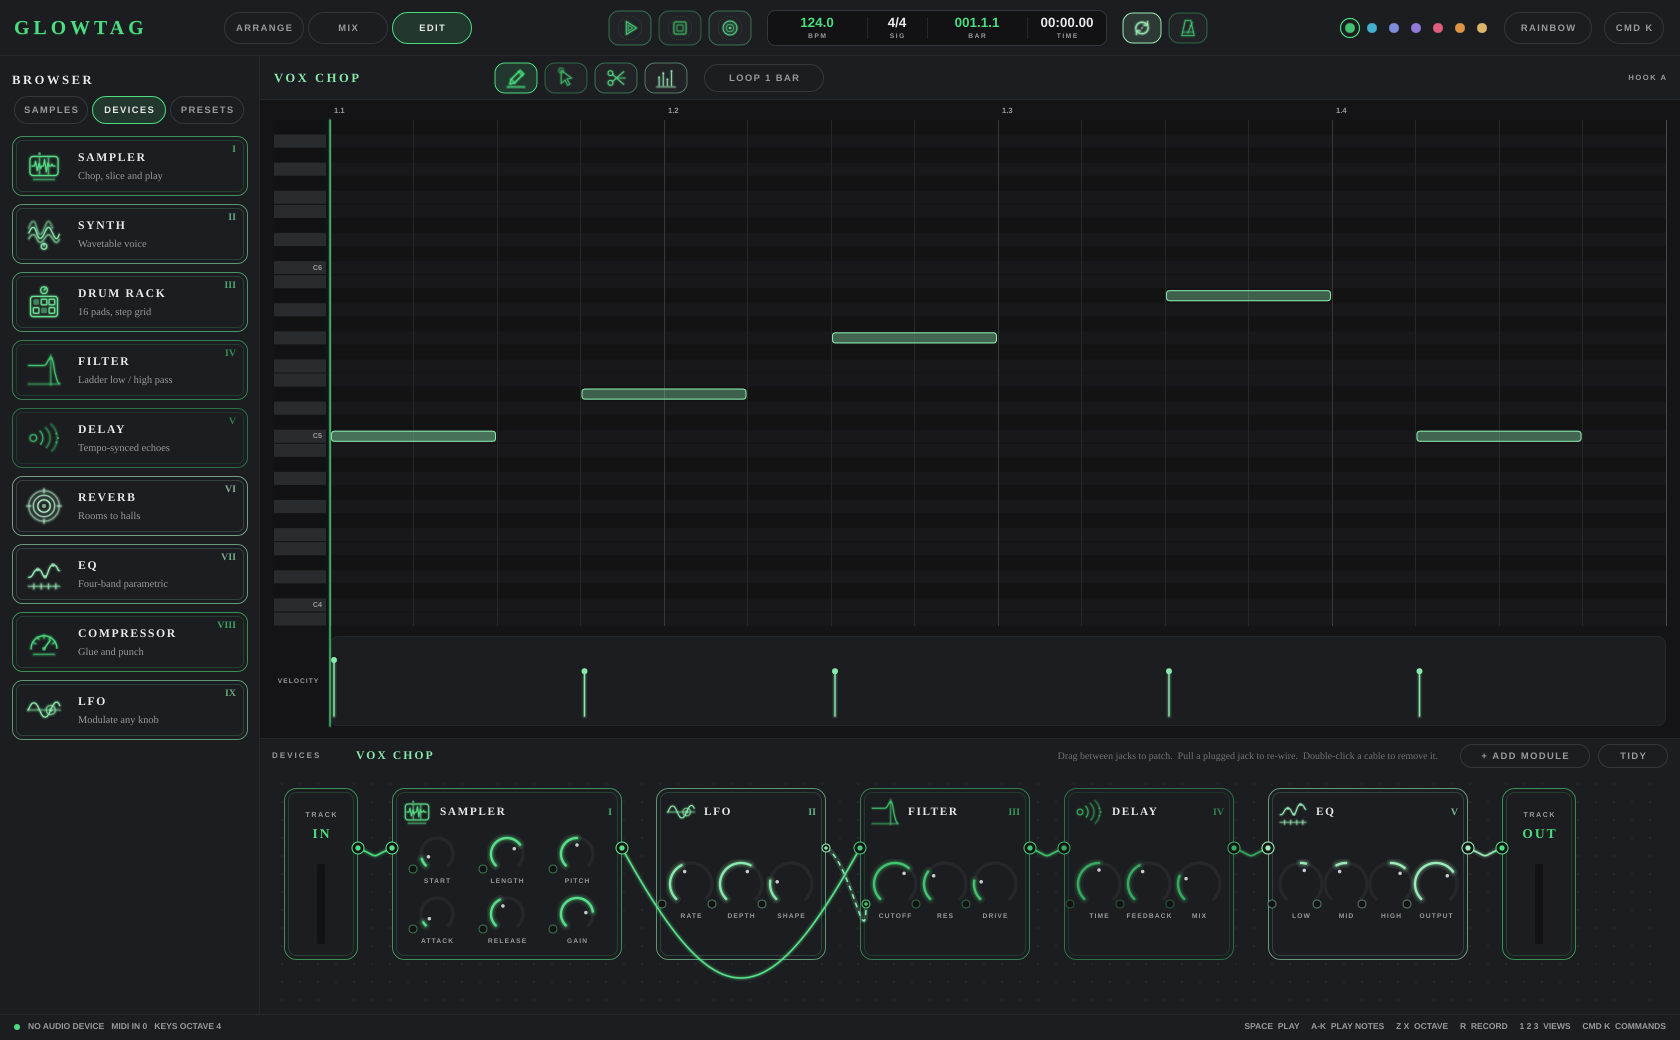 GLOWTAG
ARRANGE MIX EDIT
124.0 BPM 4/4 SIG 001.1.1 BAR 00:00.00 TIME
RAINBOW CMD K
BROWSER
SAMPLES DEVICES PRESETS
SAMPLER I
Chop, slice and play
SYNTH II
Wavetable voice
DRUM RACK III
16 pads, step grid
FILTER IV
Ladder low / high pass
DELAY V
Tempo-synced echoes
REVERB VI
Rooms to halls
EQ VII
Four-band parametric
COMPRESSOR VIII
Glue and punch
LFO IX
Modulate any knob
VOX CHOP LOOP 1 BAR HOOK A
1.1 1.2 1.3 1.4
C6
C5
C4
VELOCITY
DEVICES VOX CHOP Drag between jacks to patch. Pull a plugged jack to re-wire. Double-click a cable to remove it. + ADD MODULE TIDY
TRACK
IN
SAMPLER I
START LENGTH PITCH
ATTACK RELEASE GAIN
LFO II
RATE DEPTH SHAPE
FILTER III
CUTOFF RES DRIVE
DELAY IV
TIME FEEDBACK MIX
EQ V
LOW MID HIGH OUTPUT
TRACK
OUT
NO AUDIO DEVICE MIDI IN 0 KEYS OCTAVE 4
SPACE PLAY A-K PLAY NOTES Z X OCTAVE R RECORD 1 2 3 VIEWS CMD K COMMANDS